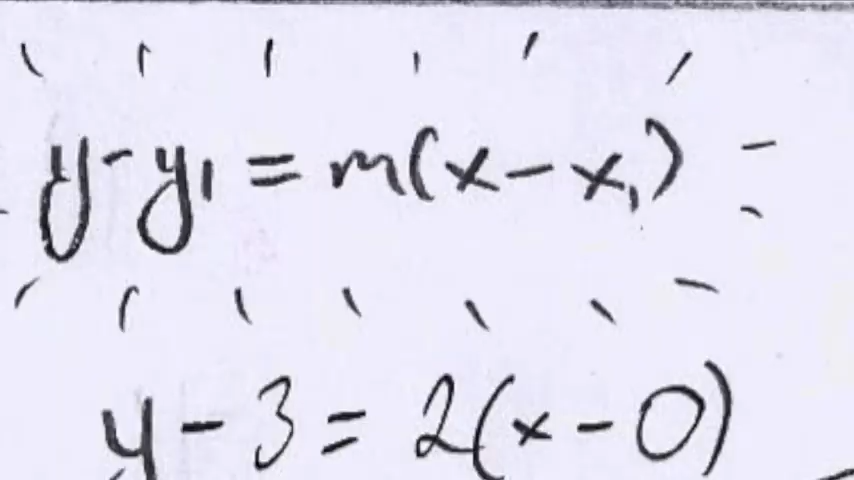 y - y₁ = m(x - x₁)
y - 3 = 2(x - 0)